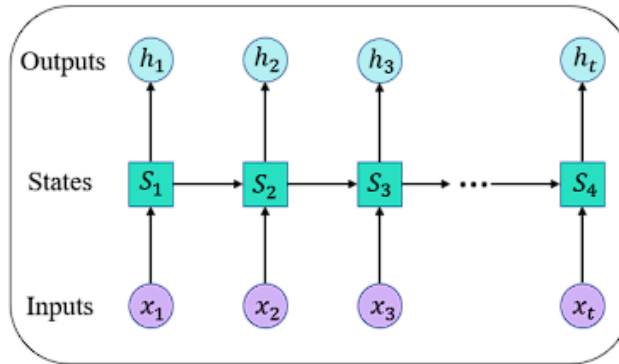 Outputs h₁ h₂ h₃ hₜ
States S₁ S₂ S₃ ... S₄
Inputs x₁ x₂ x₃ xₜ